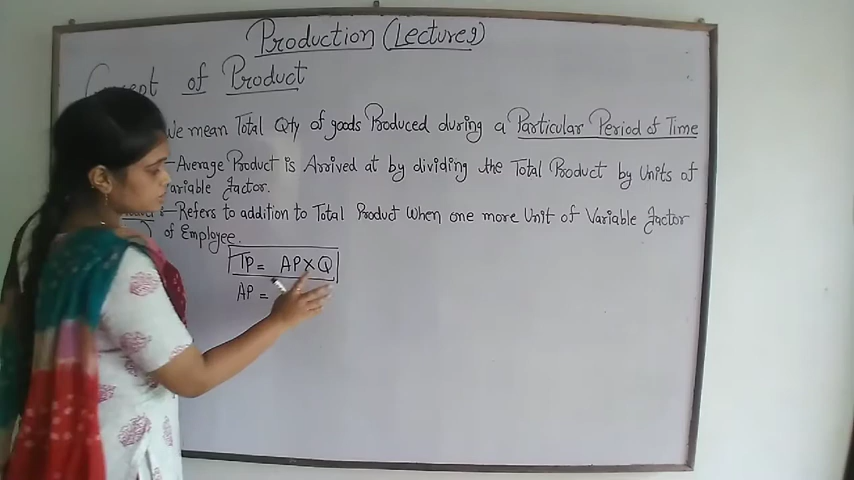 Production (Lecture 2)
Concept of Product
We mean Total Qty of goods Produced during a Particular Period of Time
- Average Product is Arrived at by dividing the Total Product by Units of
variable factor.
:- Refers to addition to Total Product When one more Unit of Variable factor
of Employee.
TP = AP X Q
AP =